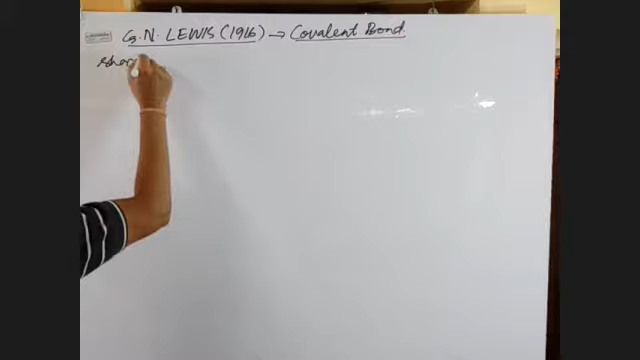 G.N. LEWIS (1916) → Covalent Bond.